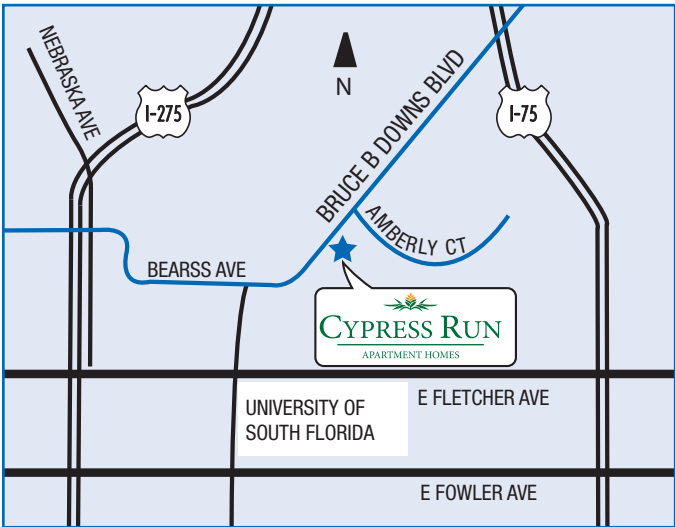 NEBRASKA AVE
I-275
N
BRUCE B DOWNS BLVD
I-75
AMBERLY CT
BEARSS AVE
CYPRESS RUN
APARTMENT HOMES
E FLETCHER AVE
UNIVERSITY OF
SOUTH FLORIDA
E FOWLER AVE